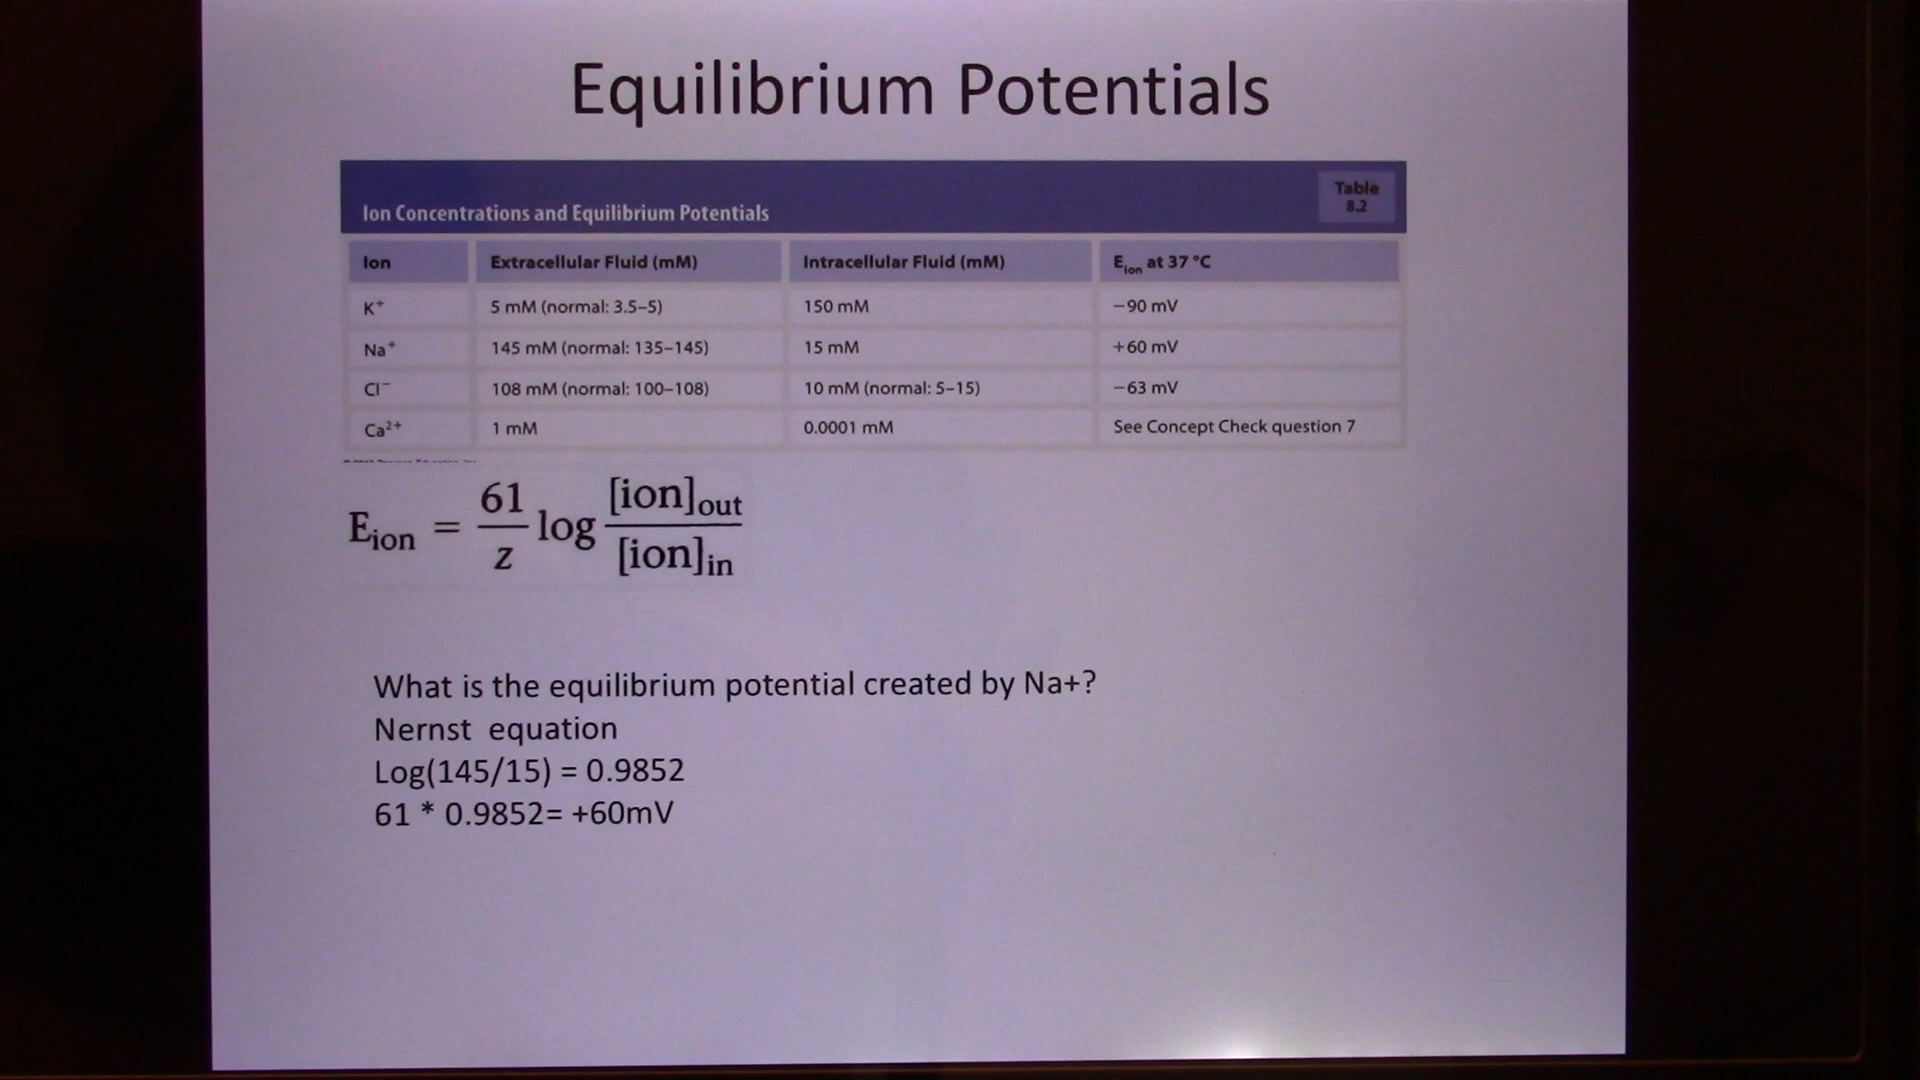 Equilibrium Potentials
Table
8.2
Ion Concentrations and Equilibrium Potentials
Ion Extracellular Fluid (mM) Intracellular Fluid (mM) Eion at 37 °C
K+ 5 mM (normal: 3.5–5) 150 mM −90 mV
Na+ 145 mM (normal: 135–145) 15 mM +60 mV
Cl− 108 mM (normal: 100–108) 10 mM (normal: 5–15) −63 mV
Ca2+ 1 mM 0.0001 mM See Concept Check question 7
Eion = 61/z log [ion]out/[ion]in
What is the equilibrium potential created by Na+?
Nernst equation
Log(145/15) = 0.9852
61 * 0.9852= +60mV